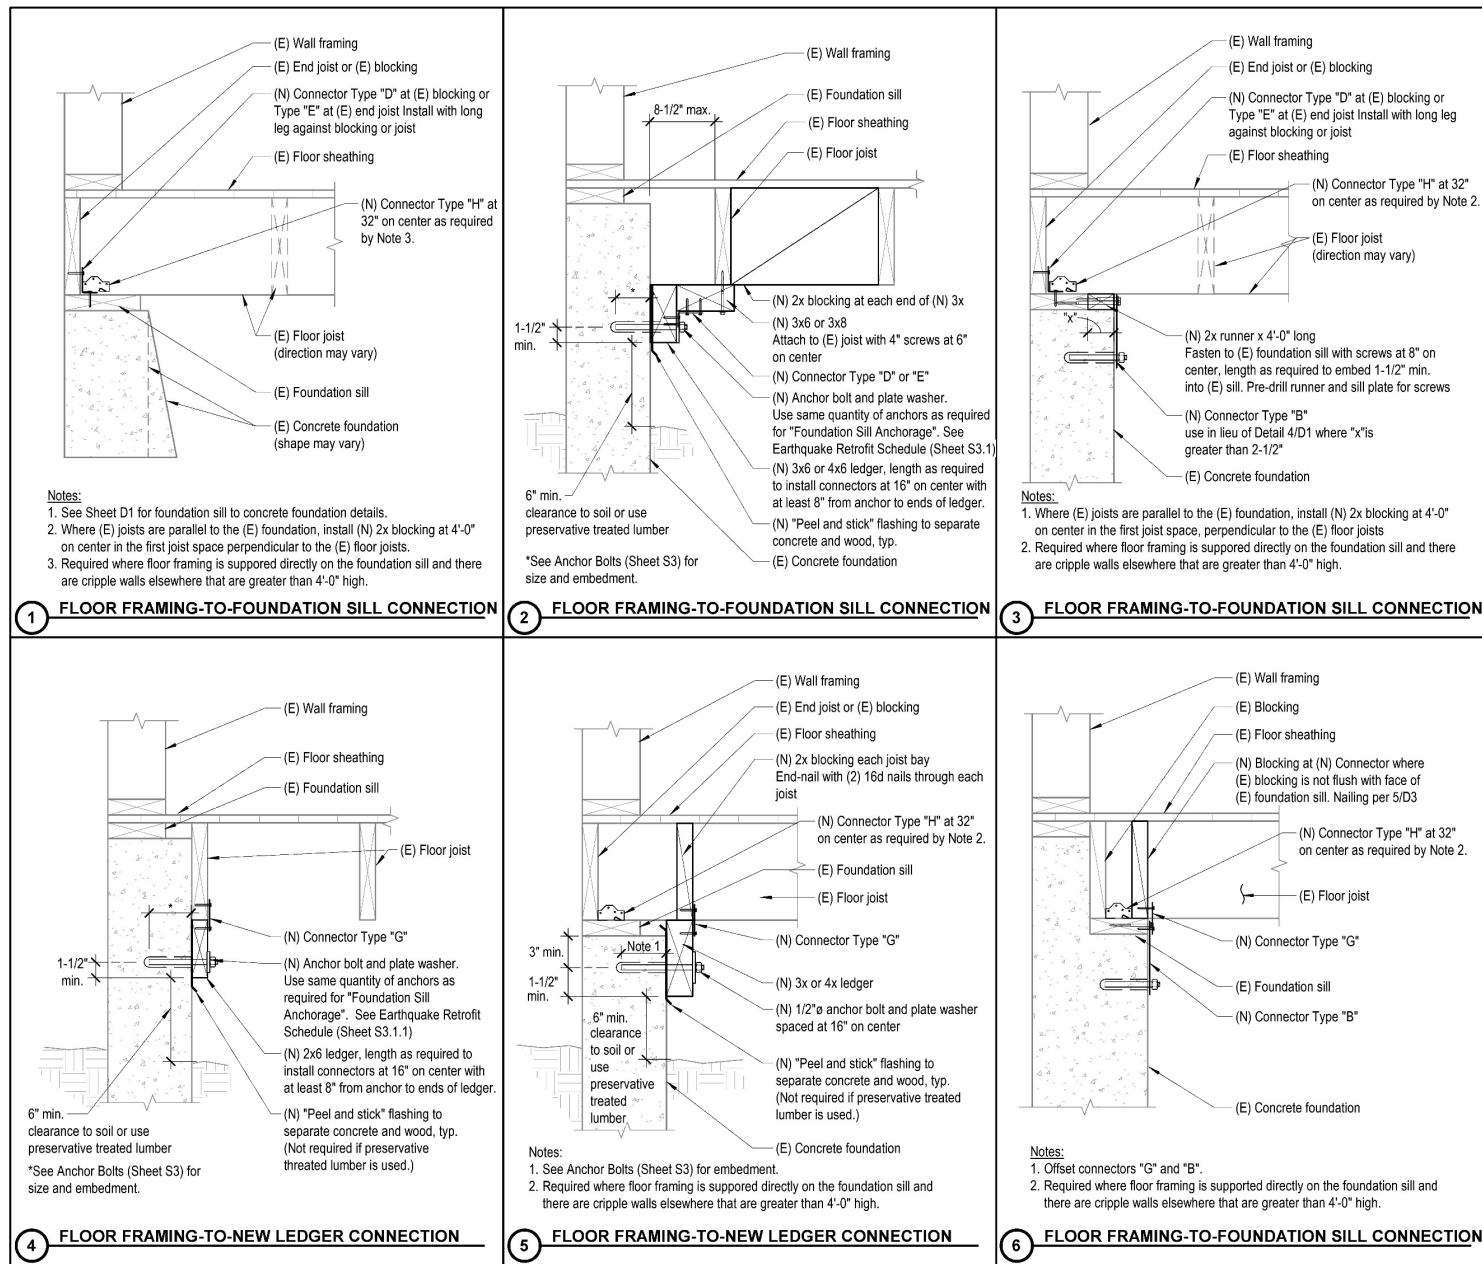 (E) Wall framing
(E) End joist or (E) blocking
(N) Connector Type "D" at (E) blocking or
Type "E" at (E) end joist Install with long
leg against blocking or joist
(E) Floor sheathing
(N) Connector Type "H" at
32" on center as required
by Note 3.
(E) Floor joist
(direction may vary)
(E) Foundation sill
(E) Concrete foundation
(shape may vary)
Notes:
1. See Sheet D1 for foundation sill to concrete foundation details.
2. Where (E) joists are parallel to the (E) foundation, install (N) 2x blocking at 4'-0"
on center in the first joist space perpendicular to the (E) floor joists.
3. Required where floor framing is suppored directly on the foundation sill and there
are cripple walls elsewhere that are greater than 4'-0" high.
1 FLOOR FRAMING-TO-FOUNDATION SILL CONNECTION
(E) Wall framing
(E) Foundation sill
8-1/2" max.
(E) Floor sheathing
(E) Floor joist
*
1-1/2"
min.
(N) 2x blocking at each end of (N) 3x
(N) 3x6 or 3x8
Attach to (E) joist with 4" screws at 6"
on center
(N) Connector Type "D" or "E"
(N) Anchor bolt and plate washer.
Use same quantity of anchors as required
for "Foundation Sill Anchorage". See
Earthquake Retrofit Schedule (Sheet S3.1)
(N) 3x6 or 4x6 ledger, length as required
to install connectors at 16" on center with
at least 8" from anchor to ends of ledger.
(N) "Peel and stick" flashing to separate
concrete and wood, typ.
(E) Concrete foundation
6" min.
clearance to soil or use
preservative treated lumber
*See Anchor Bolts (Sheet S3) for
size and embedment.
2 FLOOR FRAMING-TO-FOUNDATION SILL CONNECTION
(E) Wall framing
(E) End joist or (E) blocking
(N) Connector Type "D" at (E) blocking or
Type "E" at (E) end joist Install with long leg
against blocking or joist
(E) Floor sheathing
(N) Connector Type "H" at 32"
on center as required by Note 2.
(E) Floor joist
(direction may vary)
"x"
(N) 2x runner x 4'-0" long
Fasten to (E) foundation sill with screws at 8" on
center, length as required to embed 1-1/2" min.
into (E) sill. Pre-drill runner and sill plate for screws
(N) Connector Type "B"
use in lieu of Detail 4/D1 where "x"is
greater than 2-1/2"
(E) Concrete foundation
Notes:
1. Where (E) joists are parallel to the (E) foundation, install (N) 2x blocking at 4'-0"
on center in the first joist space, perpendicular to the (E) floor joists
2. Required where floor framing is suppored directly on the foundation sill and there
are cripple walls elsewhere that are greater than 4'-0" high.
3 FLOOR FRAMING-TO-FOUNDATION SILL CONNECTION
(E) Wall framing
(E) Floor sheathing
(E) Foundation sill
(E) Floor joist
*
1-1/2"
min.
(N) Connector Type "G"
(N) Anchor bolt and plate washer.
Use same quantity of anchors as
required for "Foundation Sill
Anchorage". See Earthquake Retrofit
Schedule (Sheet S3.1.1)
(N) 2x6 ledger, length as required to
install connectors at 16" on center with
at least 8" from anchor to ends of ledger.
(N) "Peel and stick" flashing to
separate concrete and wood, typ.
(Not required if preservative
threated lumber is used.)
6" min.
clearance to soil or use
preservative treated lumber
*See Anchor Bolts (Sheet S3) for
size and embedment.
4 FLOOR FRAMING-TO-NEW LEDGER CONNECTION
(E) Wall framing
(E) End joist or (E) blocking
(E) Floor sheathing
(N) 2x blocking each joist bay
End-nail with (2) 16d nails through each
joist
(N) Connector Type "H" at 32"
on center as required by Note 2.
(E) Foundation sill
(E) Floor joist
3" min.
Note 1
1-1/2"
min.
(N) Connector Type "G"
(N) 3x or 4x ledger
(N) 1/2"ø anchor bolt and plate washer
spaced at 16" on center
6" min.
clearance
to soil or
use
preservative
treated
lumber
(N) "Peel and stick" flashing to
separate concrete and wood, typ.
(Not required if preservative treated
lumber is used.)
(E) Concrete foundation
Notes:
1. See Anchor Bolts (Sheet S3) for embedment.
2. Required where floor framing is suppored directly on the foundation sill and
there are cripple walls elsewhere that are greater than 4'-0" high.
5 FLOOR FRAMING-TO-NEW LEDGER CONNECTION
(E) Wall framing
(E) Blocking
(E) Floor sheathing
(N) Blocking at (N) Connector where
(E) blocking is not flush with face of
(E) foundation sill. Nailing per 5/D3
(N) Connector Type "H" at 32"
on center as required by Note 2.
(E) Floor joist
(N) Connector Type "G"
(E) Foundation sill
(N) Connector Type "B"
(E) Concrete foundation
Notes:
1. Offset connectors "G" and "B".
2. Required where floor framing is supported directly on the foundation sill and
there are cripple walls elsewhere that are greater than 4'-0" high.
6 FLOOR FRAMING-TO-FOUNDATION SILL CONNECTION